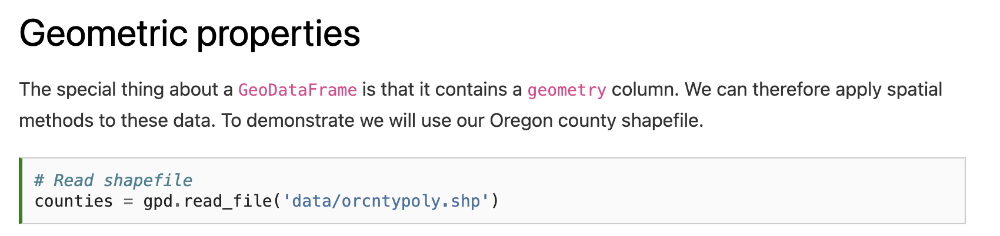 Geometric properties
The special thing about a GeoDataFrame is that it contains a geometry column. We can therefore apply spatial
methods to these data. To demonstrate we will use our Oregon county shapefile.
# Read shapefile
counties = gpd.read_file('data/orcntypoly.shp')